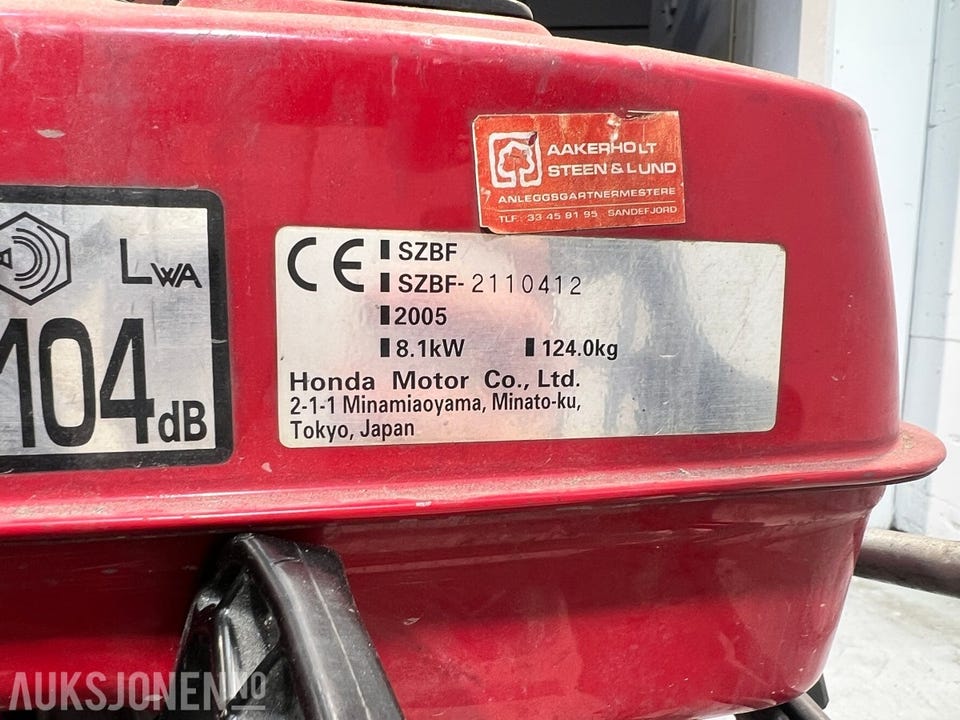 AAKERHOLT
STEEN & LUND
ANLEGGSGARTNERMESTERE
TLF. 33 45 81 95 SANDEFJORD
LWA
104dB
CE
SZBF
SZBF-2110412
2005
8.1kW 124.0kg
Honda Motor Co., Ltd.
2-1-1 Minamiaoyama, Minato-ku,
Tokyo, Japan
AUKSJONEN.NO